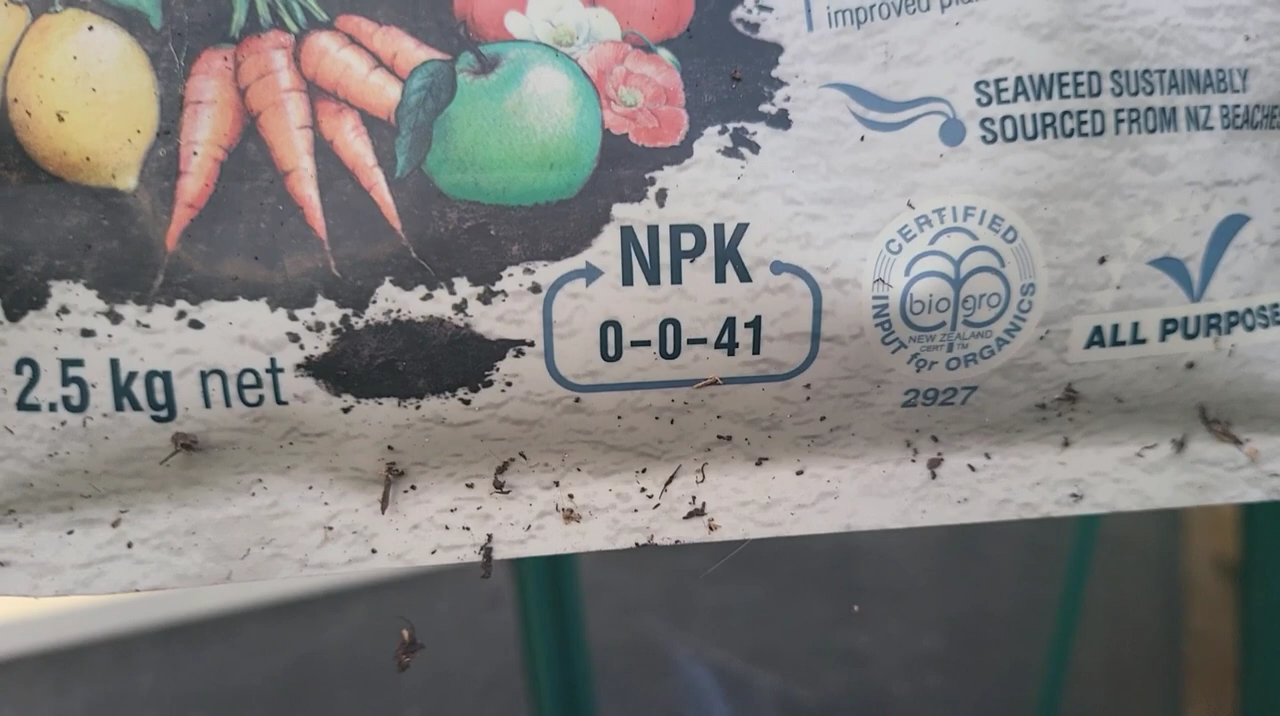 improved
SEAWEED SUSTAINABLY
SOURCED FROM NZ BEACHES
NPK
0-0-41
2.5 kg net
CERTIFIED
bio gro
NEW ZEALAND
CERT TM
INPUT for ORGANICS
2927
ALL PURPOSE